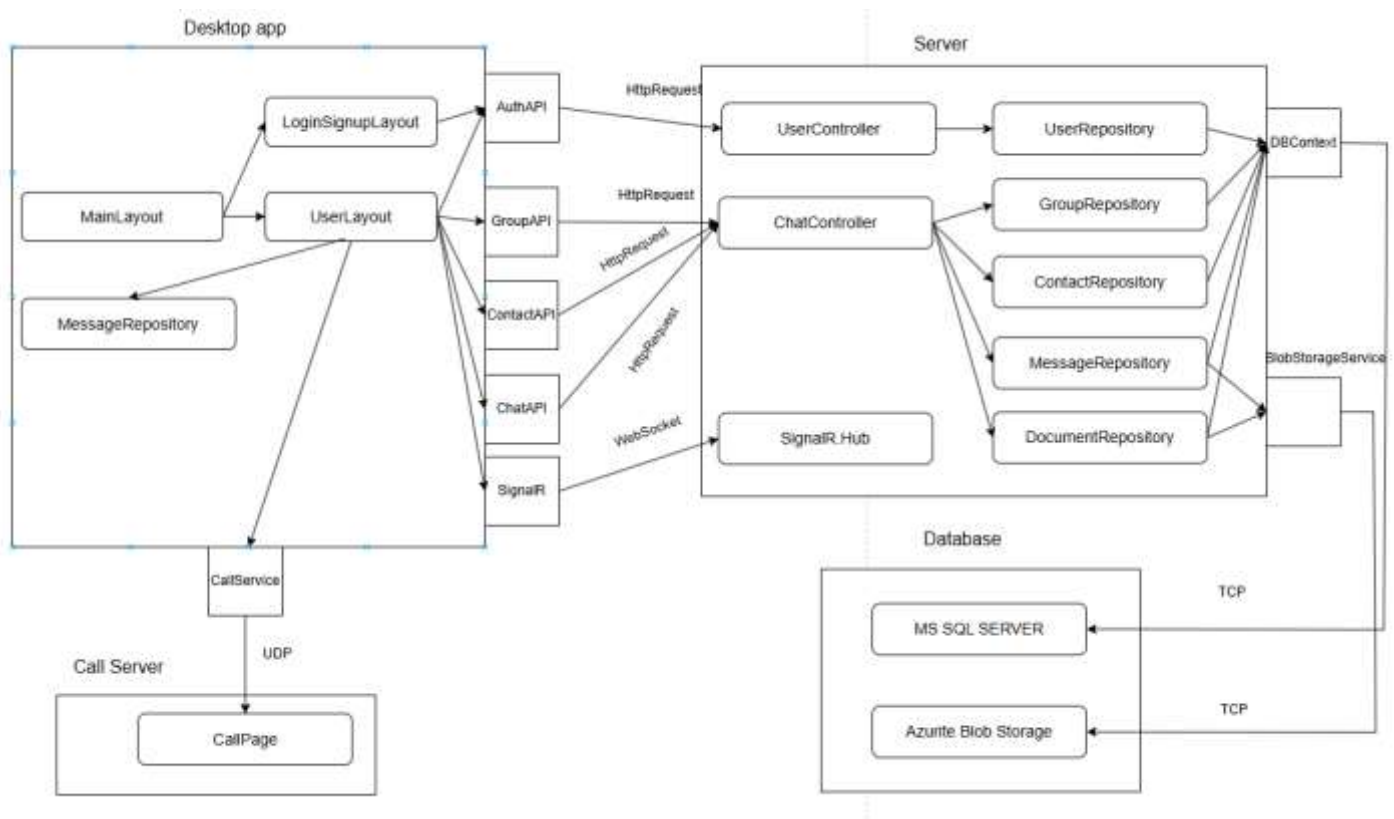 Desktop app
Server
LoginSignupLayout
AuthAPI
HttpRequest
UserController
UserRepository
DBContext
MainLayout
UserLayout
GroupAPI
HttpRequest
ChatController
GroupRepository
HttpRequest
ContactRepository
MessageRepository
ContactAPI
HttpRequest
MessageRepository
BlobStorageService
ChatAPI
WebSocket
SignalR.Hub
DocumentRepository
SignalR
Database
CallService
TCP
MS SQL SERVER
UDP
Call Server
TCP
CallPage
Azurite Blob Storage